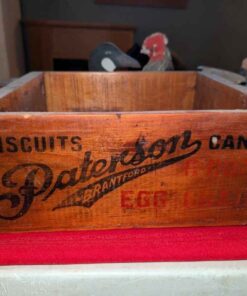 ISCUITS CAN
Paterson
BRANTFORD
EGG